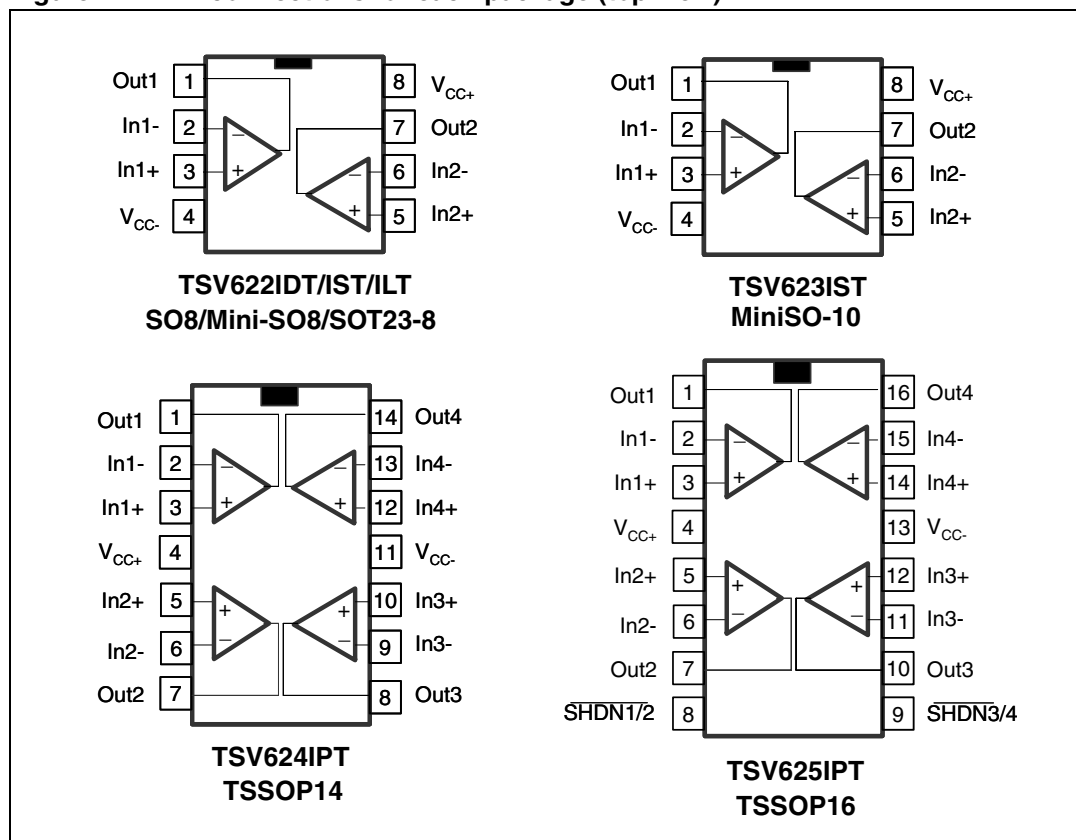 Out1 1 8 VCC+
In1- 2 − 7 Out2
In1+ 3 + − 6 In2-
VCC- 4 + 5 In2+
TSV622IDT/IST/ILT
SO8/Mini-SO8/SOT23-8
Out1 1 8 VCC+
In1- 2 − 7 Out2
In1+ 3 + − 6 In2-
VCC- 4 + 5 In2+
TSV623IST
MiniSO-10
Out1 1 14 Out4
In1- 2 − − 13 In4-
In1+ 3 + + 12 In4+
VCC+ 4 11 VCC-
In2+ 5 + + 10 In3+
In2- 6 − − 9 In3-
Out2 7 8 Out3
TSV624IPT
TSSOP14
Out1 1 16 Out4
In1- 2 − − 15 In4-
In1+ 3 + + 14 In4+
VCC+ 4 13 VCC-
In2+ 5 + + 12 In3+
In2- 6 − − 11 In3-
Out2 7 10 Out3
SHDN1/2 8 9 SHDN3/4
TSV625IPT
TSSOP16